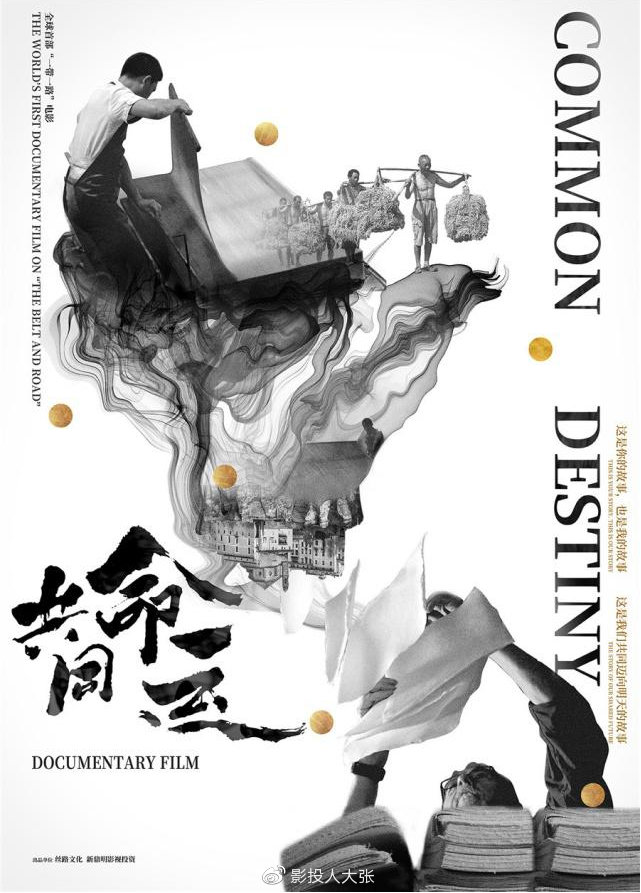 全球首部“一带一路”电影
THE WORLD'S FIRST DOCUMENTARY FILM ON "THE BELT AND ROAD"
COMMON DESTINY
这是你的故事，也是我的故事
THIS IS YOUR STORY, THIS IS OUR STORY
这是我们共同迈向明天的故事
THE STORY OF OUR SHARED FUTURE
共同命运
DOCUMENTARY FILM
出品单位 丝路文化 新鼎明影视投资
影投人大张